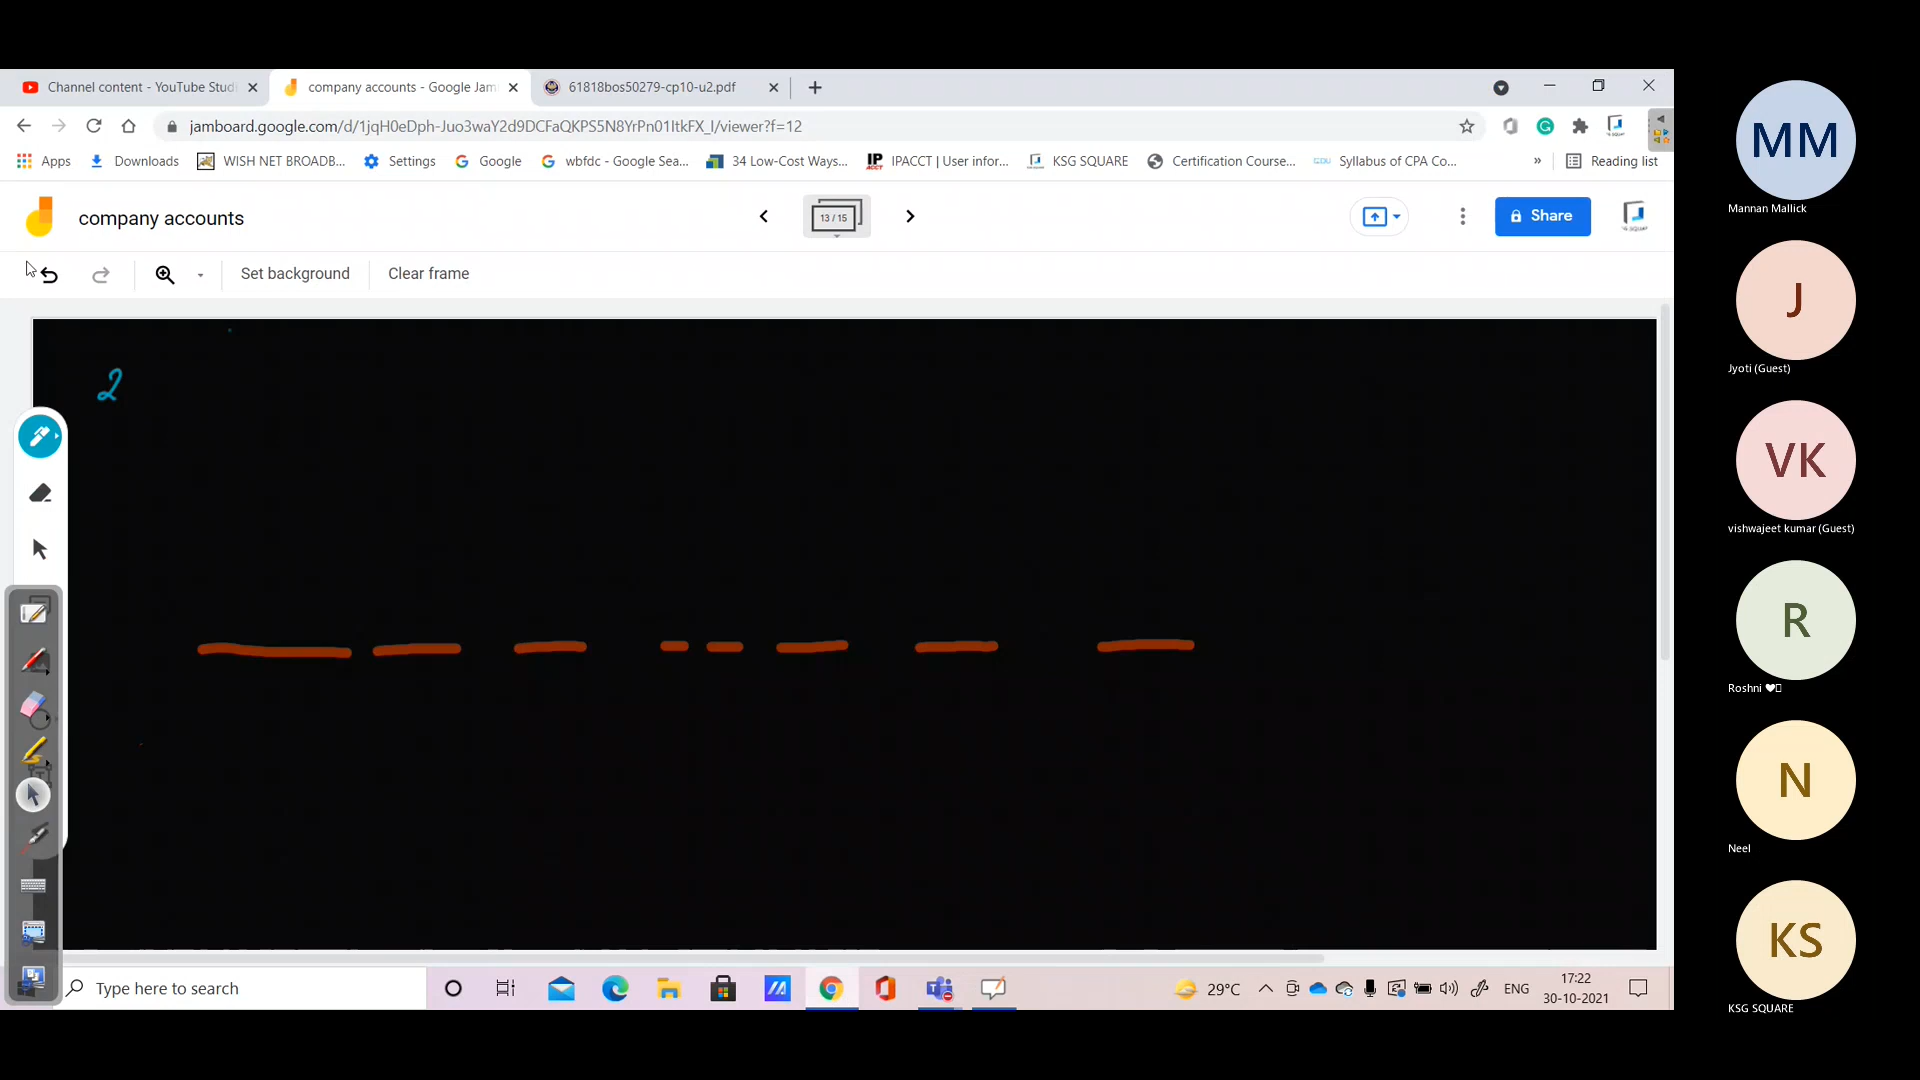 Channel content - YouTube Studi
company accounts - Google Jam
61818bos50279-cp10-u2.pdf
jamboard.google.com/d/1jqH0eDph-Juo3waY2d9DCFaQKPS5N8YrPn01ItkFX_I/viewer?f=12
Apps
Downloads
WISH NET BROADB...
Settings
Google
wbfdc - Google Sea...
34 Low-Cost Ways...
IPACCT | User infor...
KSG SQUARE
Certification Course...
Syllabus of CPA Co...
»
Reading list
company accounts
13 / 15
Share
Set background
Clear frame
2
Type here to search
29°C
ENG
17:22
30-10-2021
MM
Mannan Mallick
J
Jyoti (Guest)
VK
vishwajeet kumar (Guest)
R
Roshni ❤
N
Neel
KS
KSG SQUARE